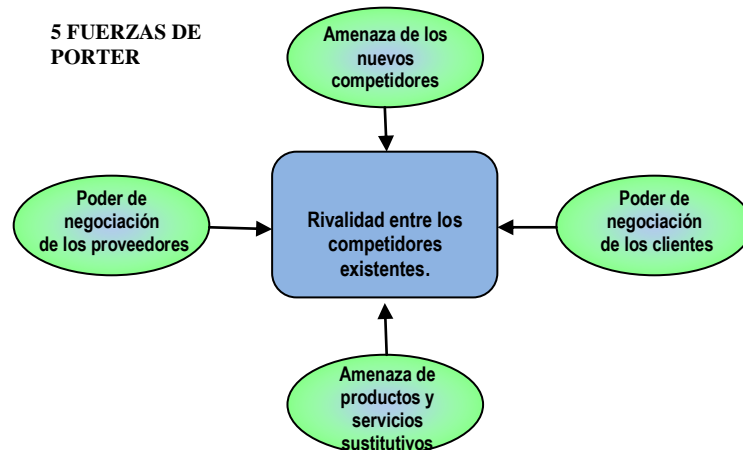 5 FUERZAS DE
PORTER
Amenaza de los
nuevos
competidores
Poder de
negociación
de los proveedores
Rivalidad entre los
competidores
existentes.
Poder de
negociación
de los clientes
Amenaza de
productos y
servicios
sustitutivos